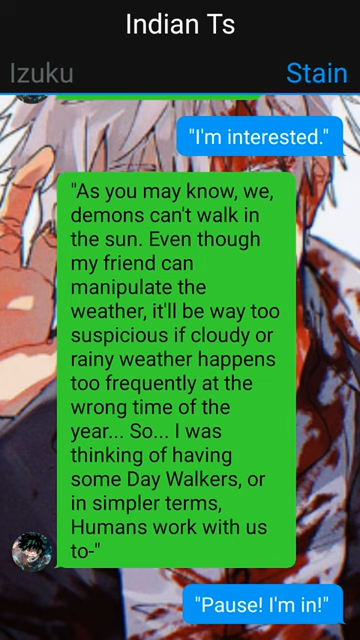 Indian Ts
Izuku
Stain
"I'm interested."
"As you may know, we,
demons can't walk in
the sun. Even though
my friend can
manipulate the
weather, it'll be way too
suspicious if cloudy or
rainy weather happens
too frequently at the
wrong time of the
year... So... I was
thinking of having
some Day Walkers, or
in simpler terms,
Humans work with us
to-"
"Pause! I'm in!"